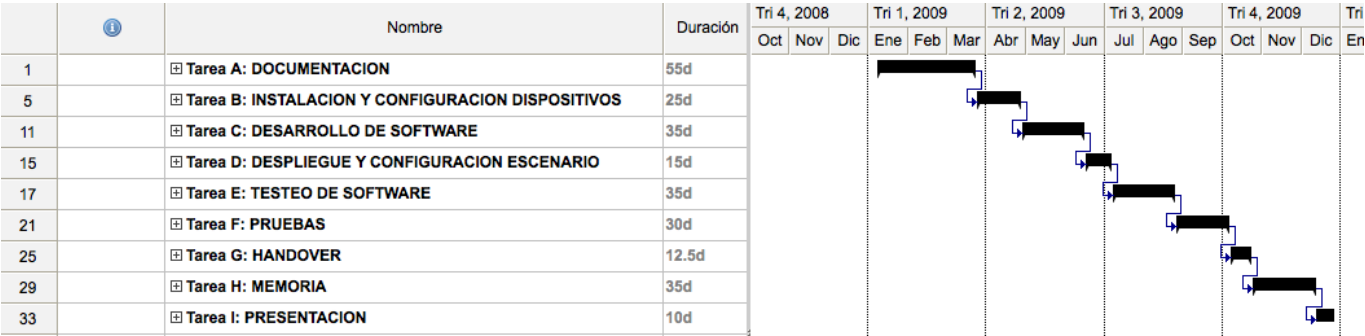 Nombre Duración Tri 4, 2008 Tri 1, 2009 Tri 2, 2009 Tri 3, 2009 Tri 4, 2009 Tri
Oct Nov Dic Ene Feb Mar Abr May Jun Jul Ago Sep Oct Nov Dic En
1 Tarea A: DOCUMENTACION 55d
5 Tarea B: INSTALACION Y CONFIGURACION DISPOSITIVOS 25d
11 Tarea C: DESARROLLO DE SOFTWARE 35d
15 Tarea D: DESPLIEGUE Y CONFIGURACION ESCENARIO 15d
17 Tarea E: TESTEO DE SOFTWARE 35d
21 Tarea F: PRUEBAS 30d
25 Tarea G: HANDOVER 12.5d
29 Tarea H: MEMORIA 35d
33 Tarea I: PRESENTACION 10d